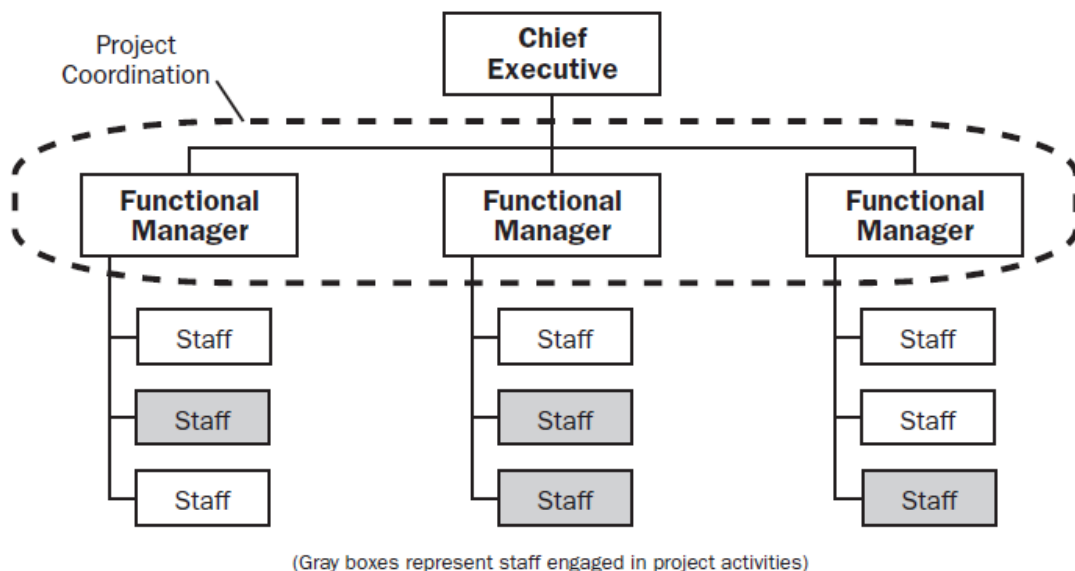 Project
Coordination
Chief
Executive
Functional
Manager
Functional
Manager
Functional
Manager
Staff
Staff
Staff
Staff
Staff
Staff
Staff
Staff
Staff
(Gray boxes represent staff engaged in project activities)